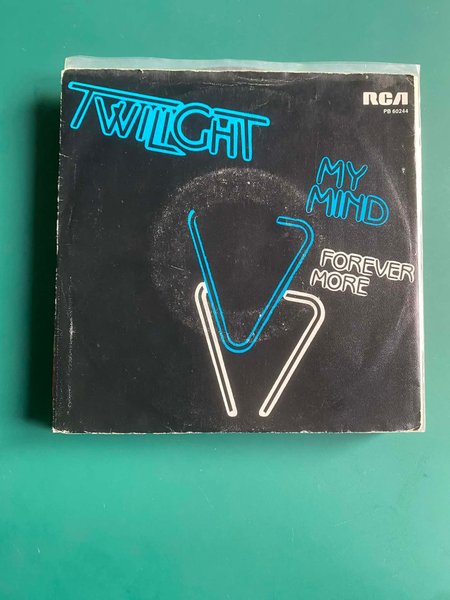 TWILIGHT
RCA
PB 60244
MY
MIND
FOREVER
MORE